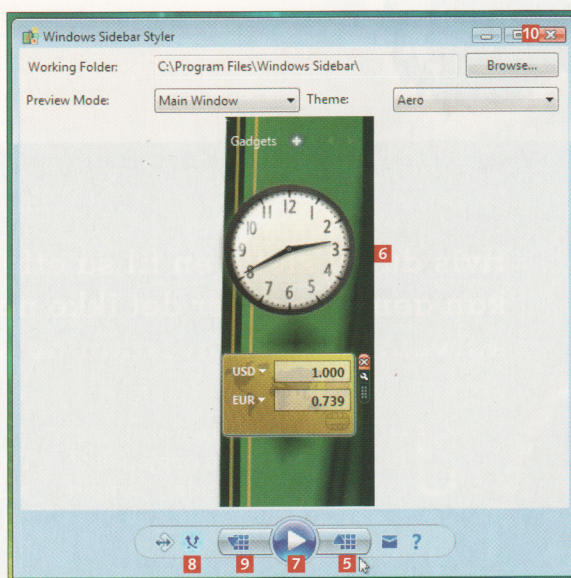 Windows Sidebar Styler
10
Working Folder: C:\Program Files\Windows Sidebar\ Browse...
Preview Mode: Main Window Theme: Aero
Gadgets
12
11 1
10 2
9 3
8 4
7 5
6
6
USD 1.000
EUR 0.739
?
8 9 7 5